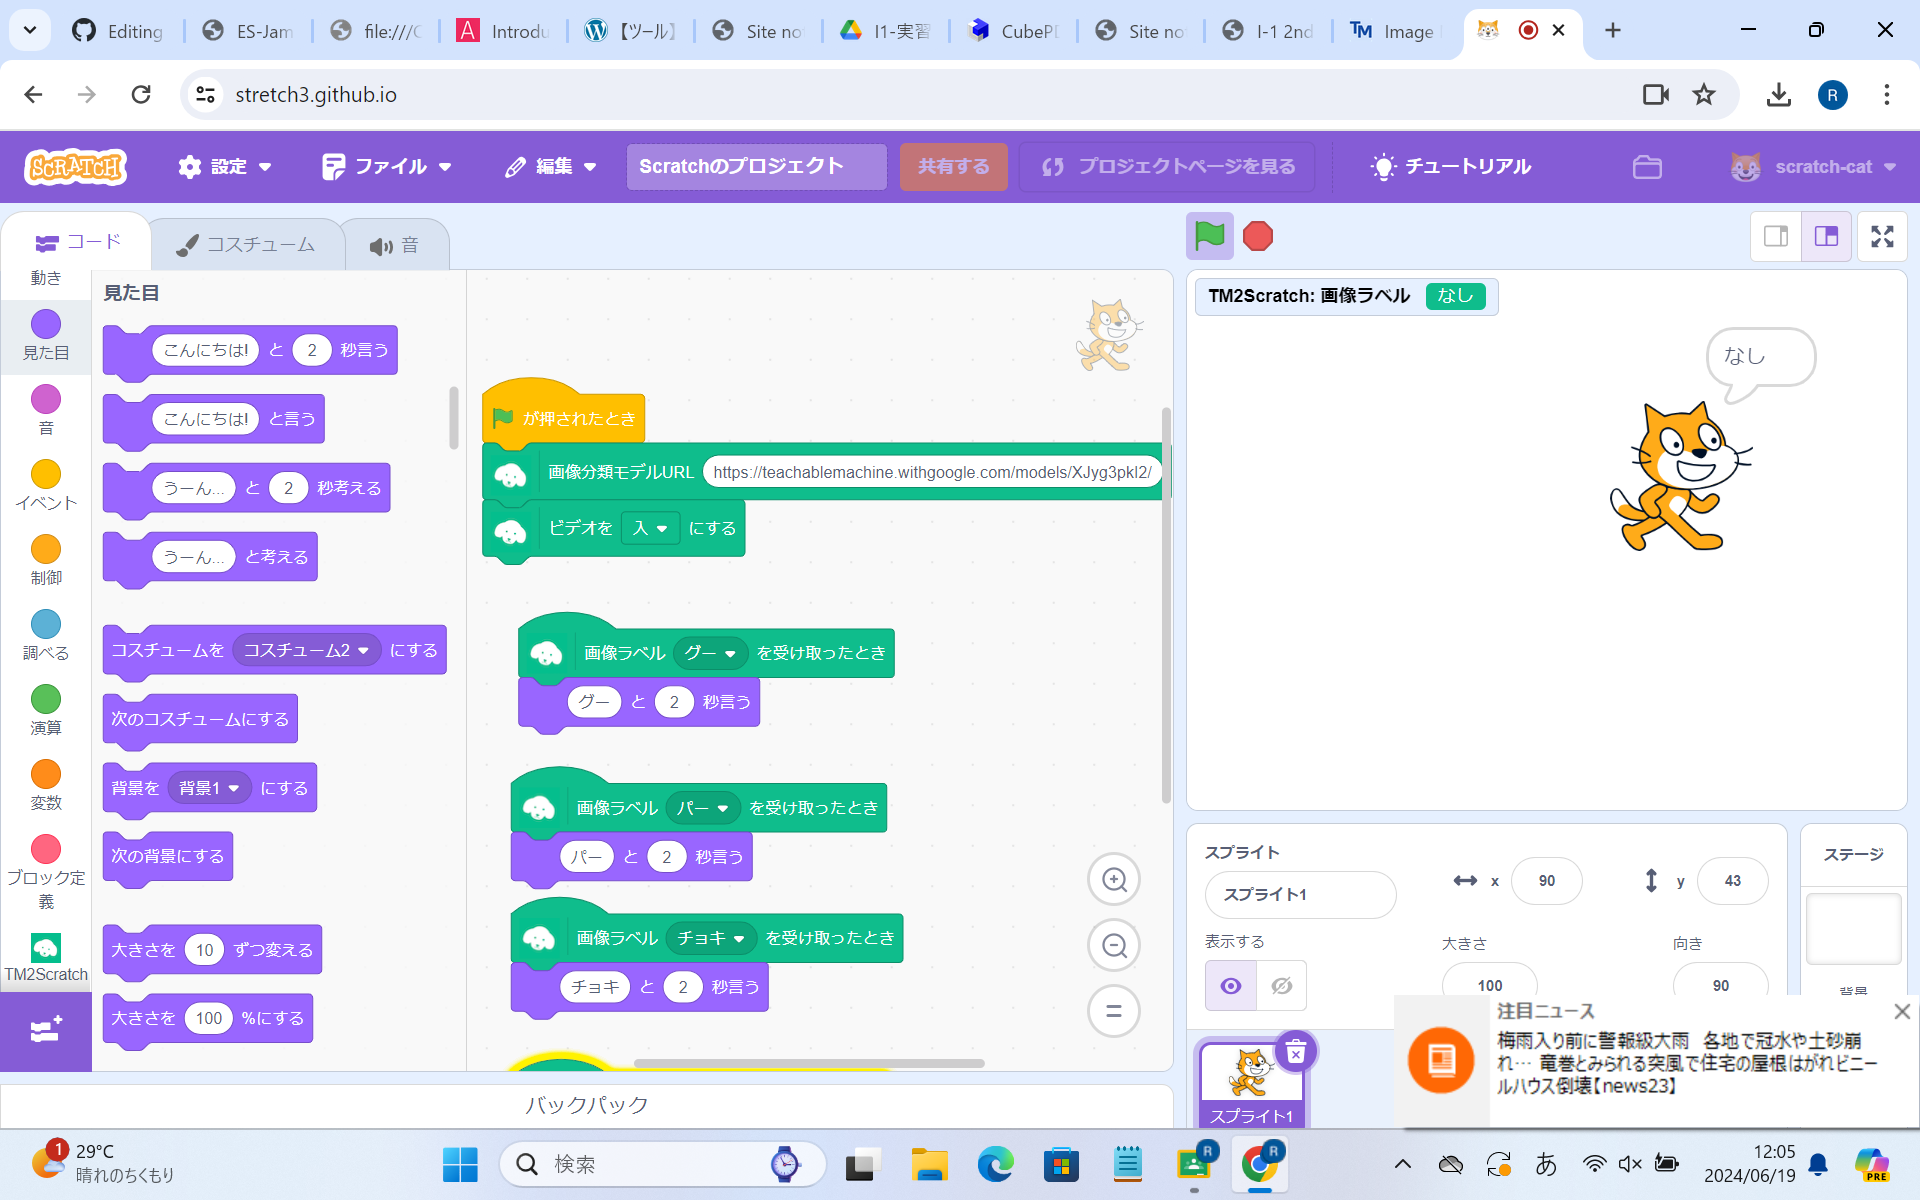 Editing
ES-Jam
file:///C
Introdu
【ツール】
Site no
I1-実習
CubePD
Site no
I-1 2nd
TM Image
stretch3.github.io
R
SCRATCH
設定
ファイル
編集
Scratchのプロジェクト
共有する
プロジェクトページを見る
チュートリアル
scratch-cat
コード
コスチューム
音
動き
見た目
音
イベント
制御
調べる
演算
変数
ブロック定
義
TM2Scratch
見た目
こんにちは! と 2 秒言う
こんにちは! と言う
うーん... と 2 秒考える
うーん... と考える
コスチュームを コスチューム2 にする
次のコスチュームにする
背景を 背景1 にする
次の背景にする
大きさを 10 ずつ変える
大きさを 100 %にする
が押されたとき
画像分類モデルURL https://teachablemachine.withgoogle.com/models/XJyg3pkl2/
ビデオを 入 にする
画像ラベル グー を受け取ったとき
グー と 2 秒言う
画像ラベル パー を受け取ったとき
パー と 2 秒言う
画像ラベル チョキ を受け取ったとき
チョキ と 2 秒言う
バックパック
TM2Scratch: 画像ラベル なし
なし
スプライト
スプライト1
x 90
y 43
表示する
大きさ
100
向き
90
ステージ
背景
スプライト1
注目ニュース
梅雨入り前に警報級大雨 各地で冠水や土砂崩
れ… 竜巻とみられる突風で住宅の屋根はがれビニー
ルハウス倒壊【news23】
1
29°C
晴れのちくもり
検索
R
R
あ
12:05
2024/06/19
PRE